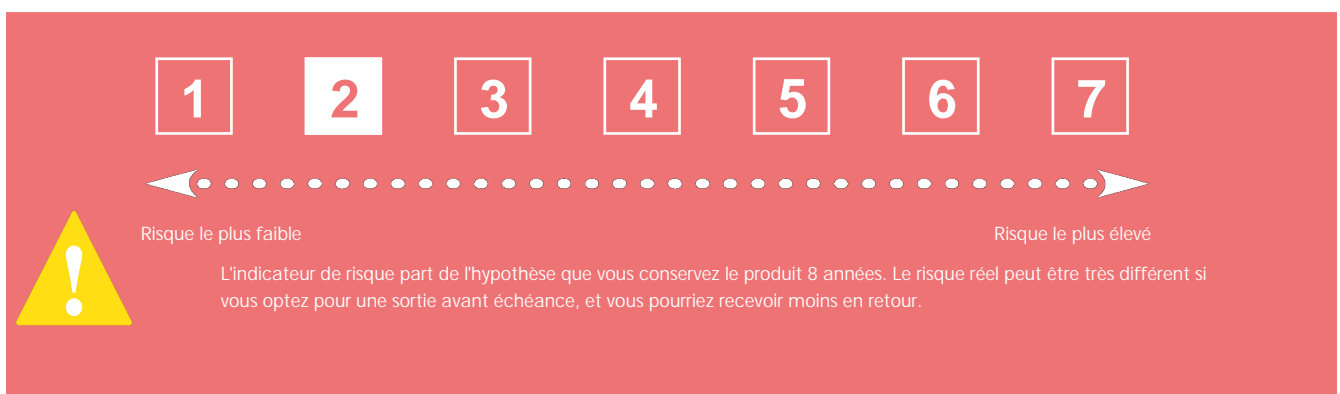 1 2 3 4 5 6 7
Risque le plus faible Risque le plus élevé
!
L'indicateur de risque part de l'hypothèse que vous conservez le produit 8 années. Le risque réel peut être très différent si
vous optez pour une sortie avant échéance, et vous pourriez recevoir moins en retour.